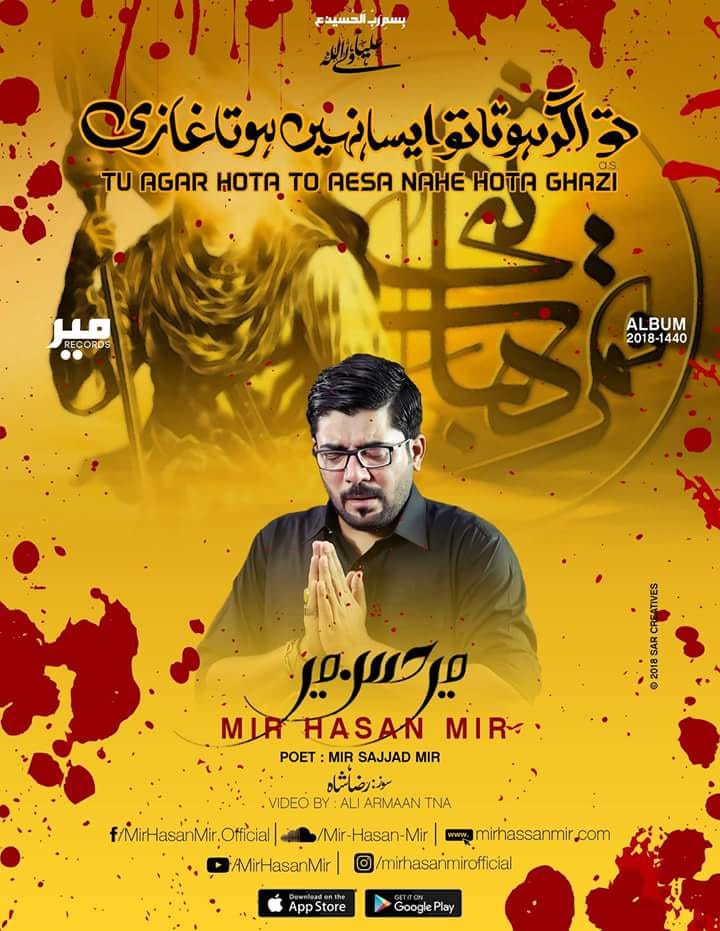 بسم رب الحسینؑ
علیاً ولی اللہ
تو اگر ہوتا تو ایسا نہیں ہوتا غازی
a.s
TU AGAR HOTA TO AESA NAHE HOTA GHAZI
میر
RECORDS
ALBUM
2018-1440
© 2018 SAR CREATIVES
میر حسن میر
MIR HASAN MIR
POET : MIR SAJJAD MIR
سوز: رضا شاہ
VIDEO BY : ALI ARMAAN TNA
f/MirHasanMir.Official | /Mir-Hasan-Mir | www. mirhassanmir.com
/MirHasanMir | /mirhasanmirofficial
Download on the App Store GET IT ON Google Play